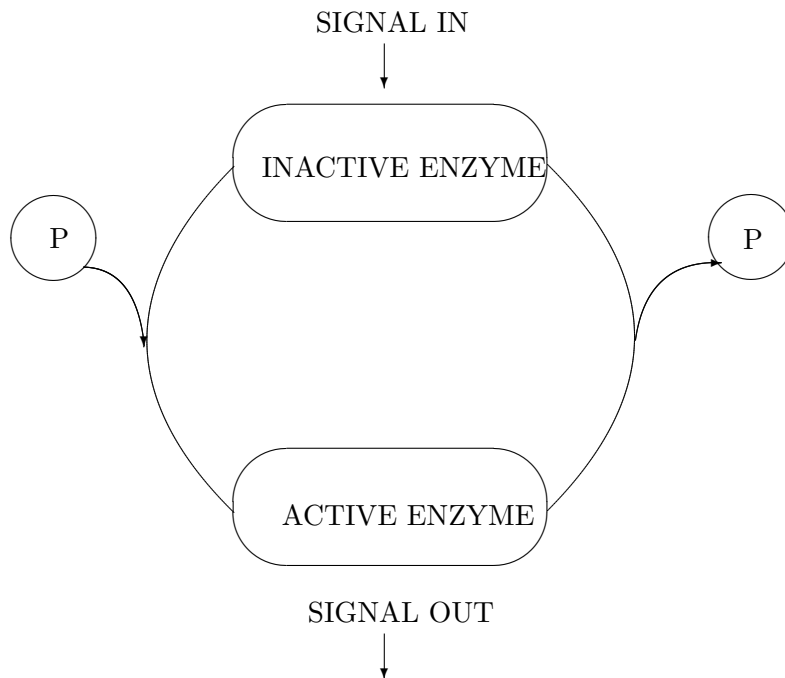 SIGNAL IN
INACTIVE ENZYME
P
P
ACTIVE ENZYME
SIGNAL OUT